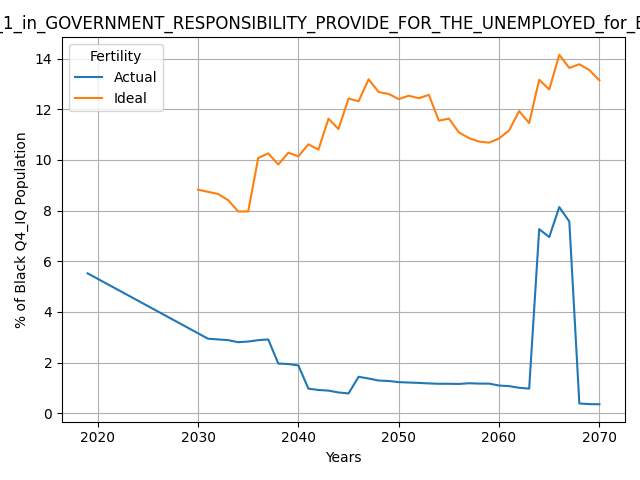 _1_in_GOVERNMENT_RESPONSIBILITY_PROVIDE_FOR_THE_UNEMPLOYED_for_
Fertility
Actual
Ideal
% of Black Q4_IQ Population
14
12
10
8
6
4
2
0
2020 2030 2040 2050 2060 2070
Years